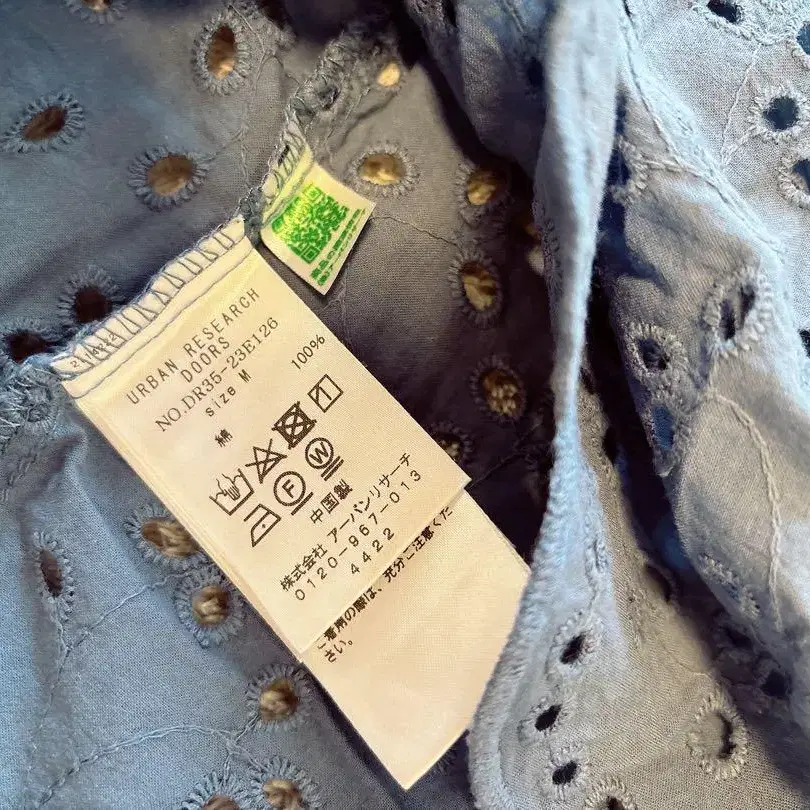 URBAN RESEARCH
DOORS
NO.DR35-23E126
size M
綿 100%
中国製
株式会社 アーバンリサーチ
0120-967-013
4422
ご着用の際は、充分ご注意くだ
さい。